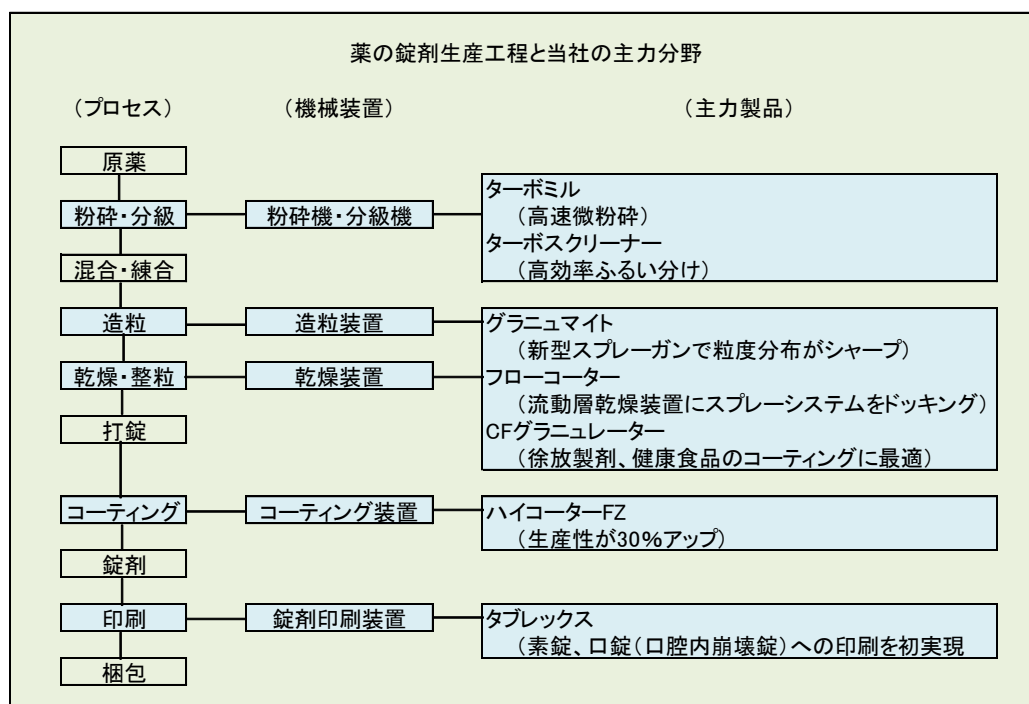 薬の錠剤生産工程と当社の主力分野
（プロセス） （機械装置） （主力製品）
原薬
粉砕・分級 粉砕機・分級機 ターボミル
（高速微粉砕）
ターボスクリーナー
（高効率ふるい分け）
混合・練合
造粒 造粒装置 グラニュマイト
（新型スプレーガンで粒度分布がシャープ）
乾燥・整粒 乾燥装置 フローコーター
（流動層乾燥装置にスプレーシステムをドッキング）
打錠 CFグラニュレーター
（徐放製剤、健康食品のコーティングに最適）
コーティング コーティング装置 ハイコーターFZ
（生産性が30％アップ）
錠剤
印刷 錠剤印刷装置 タブレックス
（素錠、口錠（口腔内崩壊錠）への印刷を初実現
梱包